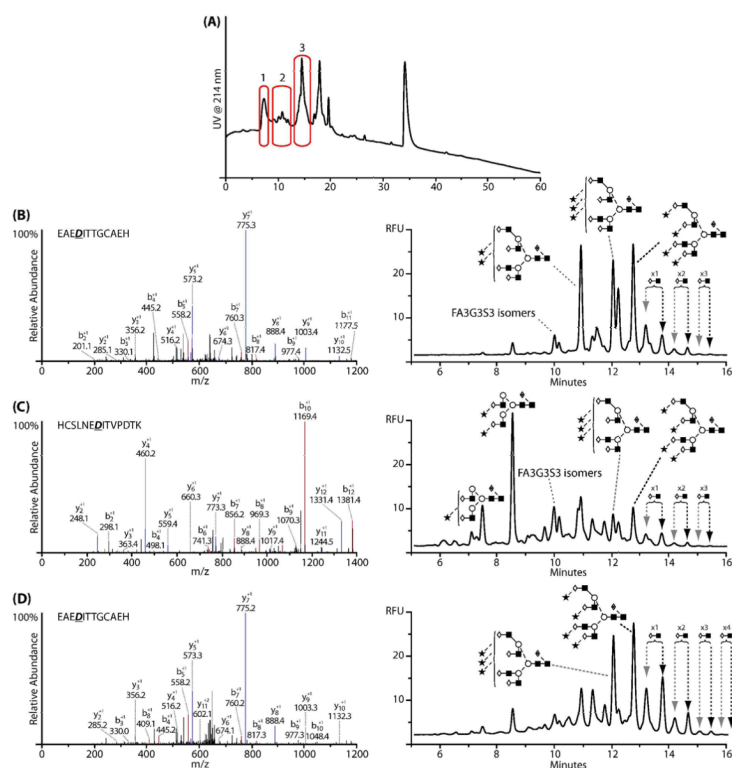 (A)
UV @ 214 nm
1
2
3
0
10
20
30
40
50
60
(B)
100%
EAEDITTGCAEH
Relative Abundance
b2+1
201.1
y2+1
285.1
b3+1
330.1
y3+1
356.2
b4+1
445.2
y4+1
516.2
b5+1
558.2
y5+1
573.2
y6+1
674.3
b7+1
760.3
y7+1
775.3
b8+1
817.4
y8+1
888.4
b9+1
977.4
y9+1
1003.4
y10+1
1132.5
b11+1
1177.5
0 200 400 600 800 1000 1200
m/z
RFU
20
10
FA3G3S3 isomers
x1 x2 x3
6 8 10 12 14 16
Minutes
(C)
100%
HCSLNEDITVPDTK
Relative Abundance
y2+1
248.1
b2+1
298.1
y3+1
363.4
y4+1
460.2
b4+1
498.1
y5+1
559.4
y6+1
660.3
b6+1
741.3
y7+1
773.3
b7+1
856.2
y8+1
888.4
b8+1
969.3
y9+1
1017.4
b9+1
1070.3
b10+1
1169.4
y11+1
1244.5
y12+1
1331.4
b12+1
1381.4
0 200 400 600 800 1000 1200 1400
m/z
RFU
20
10
FA3G3S3 isomers
x1 x2 x3
6 8 10 12 14 16
Minutes
(D)
100%
EAEDITTGCAEH
Relative Abundance
y2+1
285.2
b3+1
330.0
y3+1
356.2
409.1
b4+1
445.2
y4+1
516.2
b5+1
558.2
y5+1
573.3
y11+2
602.1
y6+1
674.1
b7+1
760.2
y7+1
775.2
b8+1
817.3
y8+1
888.4
b9+1
977.3
y9+1
1003.3
b10+1
1048.4
y10+1
1132.3
0 200 400 600 800 1000 1200
m/z
RFU
20
10
0
x1 x2 x3 x4
6 8 10 12 14 16
Minutes